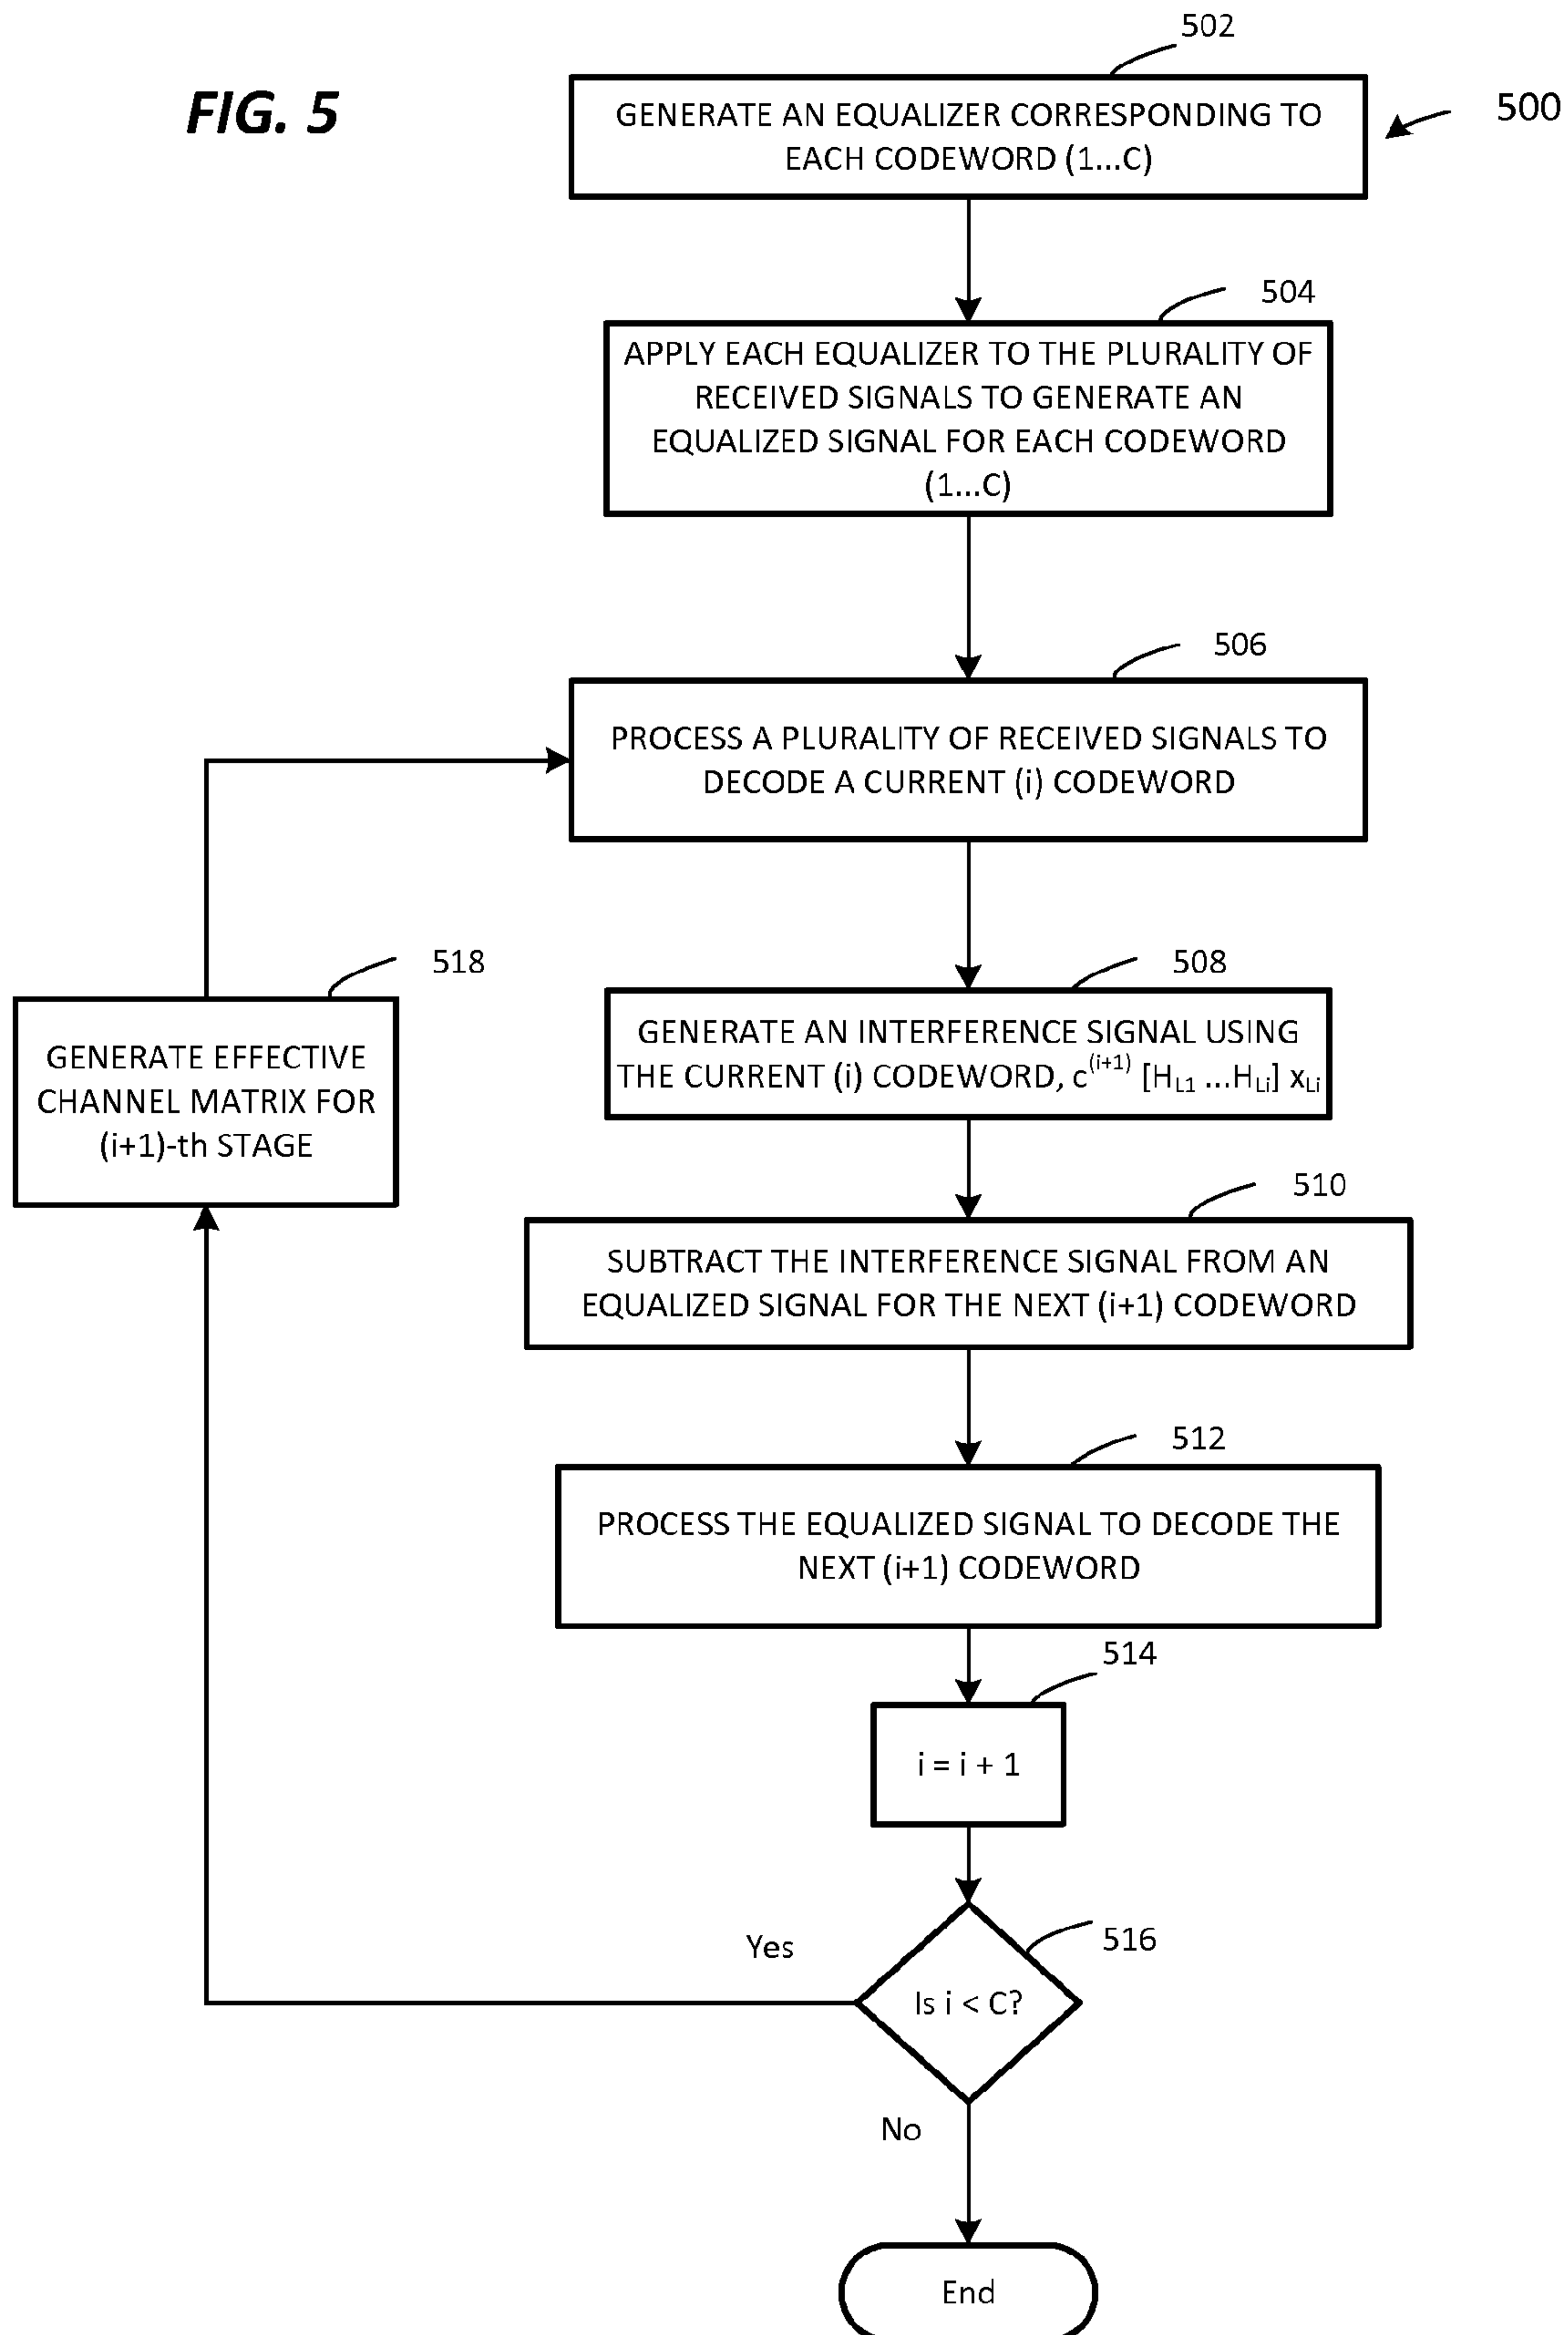 FIG. 5
502
500
GENERATE AN EQUALIZER CORRESPONDING TO
EACH CODEWORD (1...C)
504
APPLY EACH EQUALIZER TO THE PLURALITY OF
RECEIVED SIGNALS TO GENERATE AN
EQUALIZED SIGNAL FOR EACH CODEWORD
(1...C)
506
PROCESS A PLURALITY OF RECEIVED SIGNALS TO
DECODE A CURRENT (i) CODEWORD
508
GENERATE AN INTERFERENCE SIGNAL USING
THE CURRENT (i) CODEWORD, c^(i+1) [H_L1 ...H_Li] x_Li
510
SUBTRACT THE INTERFERENCE SIGNAL FROM AN
EQUALIZED SIGNAL FOR THE NEXT (i+1) CODEWORD
512
PROCESS THE EQUALIZED SIGNAL TO DECODE THE
NEXT (i+1) CODEWORD
514
i = i + 1
516
Is i < C?
Yes
No
518
GENERATE EFFECTIVE
CHANNEL MATRIX FOR
(i+1)-th STAGE
End